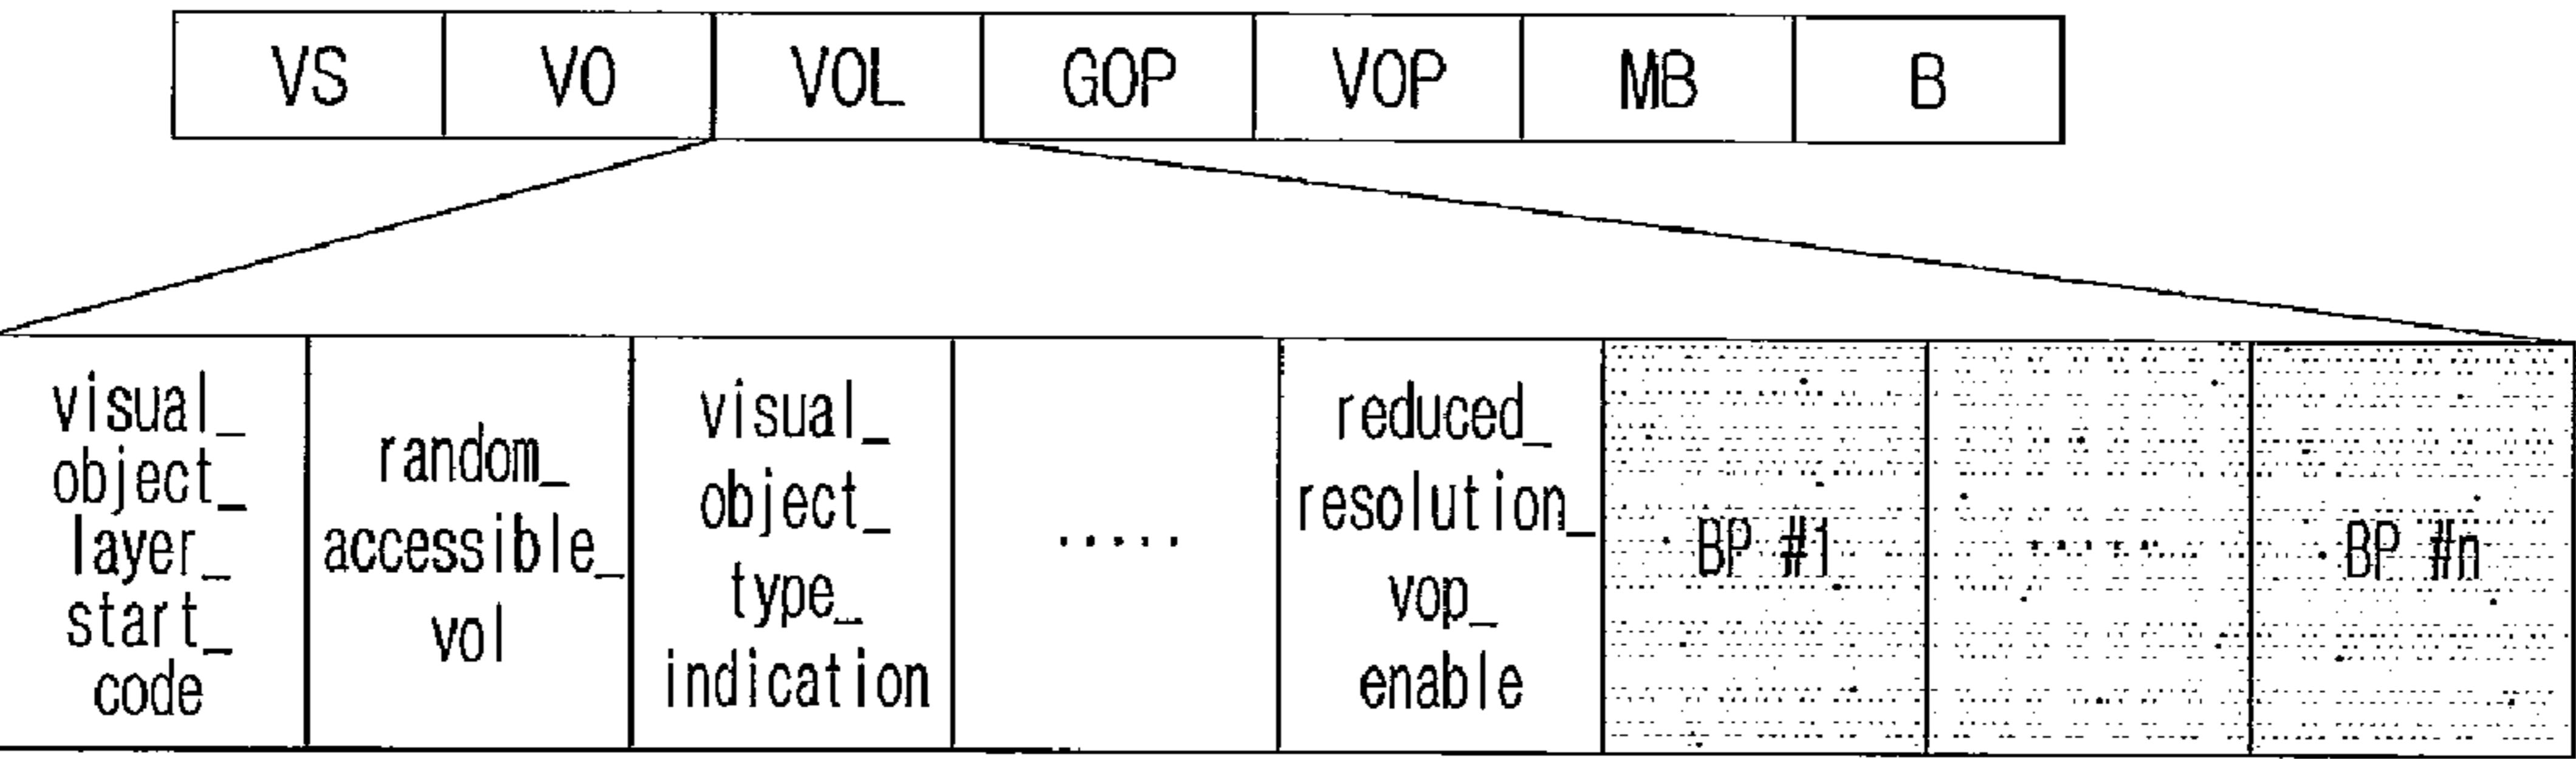 VS VO VOL GOP VOP MB B
visual_
object_
layer_
start_
code
random_
accessible_
vol
visual_
object_
type_
indication
.....
reduced_
resolution_
vop_
enable
BP #1
.....
BP #n